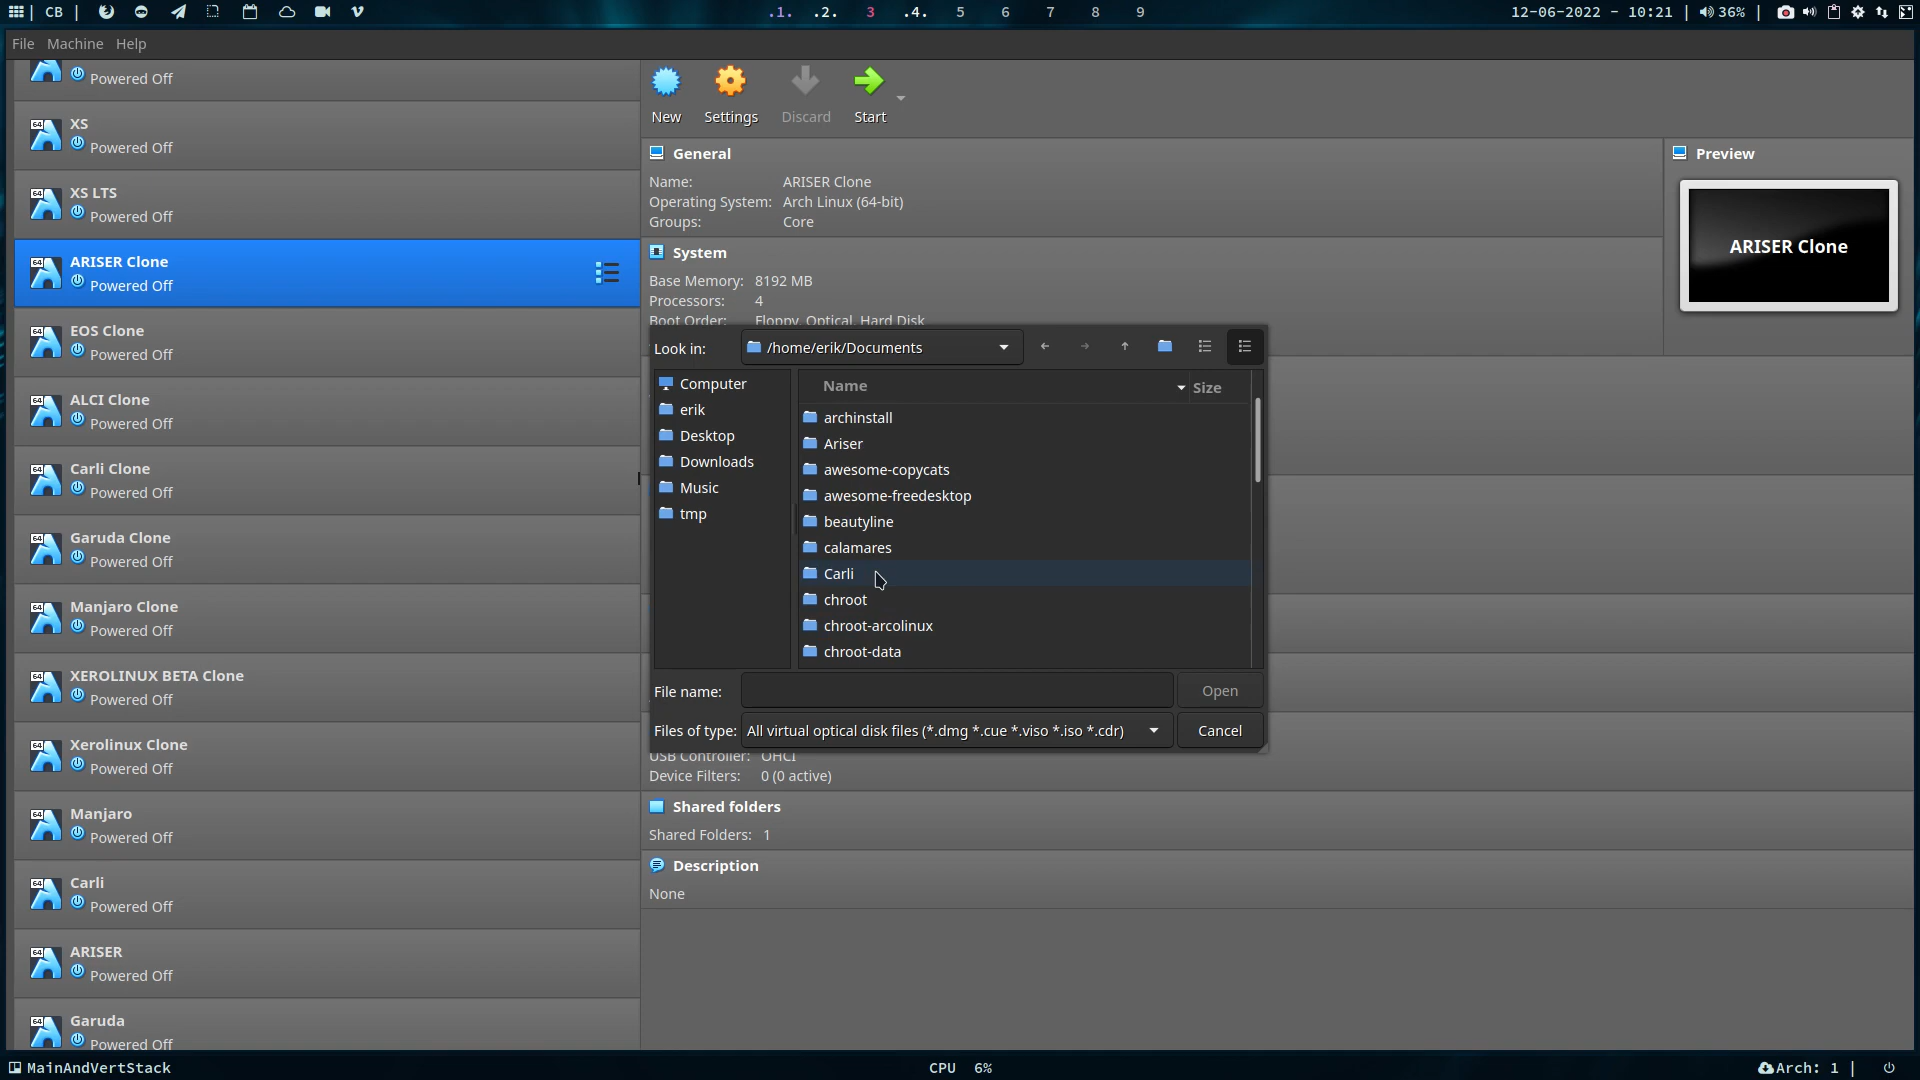 CB
.1. .2. 3 .4. 5 6 7 8 9
12-06-2022 - 10:21 | 36% |
File Machine Help
Powered Off
XS
Powered Off
XS LTS
Powered Off
ARISER Clone
Powered Off
EOS Clone
Powered Off
ALCI Clone
Powered Off
Carli Clone
Powered Off
Garuda Clone
Powered Off
Manjaro Clone
Powered Off
XEROLINUX BETA Clone
Powered Off
Xerolinux Clone
Powered Off
Manjaro
Powered Off
Carli
Powered Off
ARISER
Powered Off
Garuda
Powered Off
New Settings Discard Start
General
Name: ARISER Clone
Operating System: Arch Linux (64-bit)
Groups: Core
System
Base Memory: 8192 MB
Processors: 4
Boot Order: Floppy, Optical, Hard Disk
Preview
ARISER Clone
Look in: /home/erik/Documents
Computer
erik
Desktop
Downloads
Music
tmp
Name Size
archinstall
Ariser
awesome-copycats
awesome-freedesktop
beautyline
calamares
Carli
chroot
chroot-arcolinux
chroot-data
File name: Open
Files of type: All virtual optical disk files (*.dmg *.cue *.viso *.iso *.cdr) Cancel
USB Controller: OHCI
Device Filters: 0 (0 active)
Shared folders
Shared Folders: 1
Description
None
MainAndVertStack
CPU 6%
Arch: 1 |